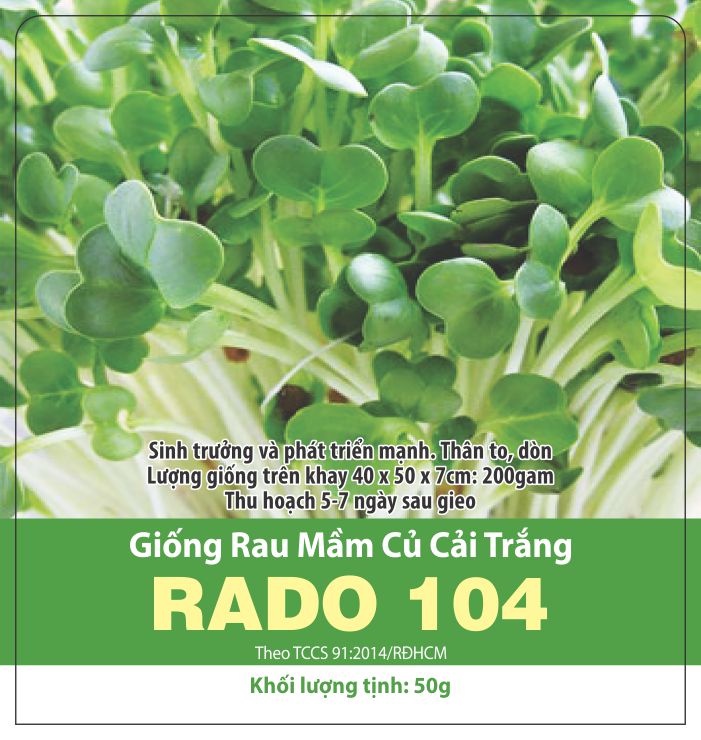 Sinh trưởng và phát triển mạnh. Thân to, dòn
Lượng giống trên khay 40 x 50 x 7cm: 200gam
Thu hoạch 5-7 ngày sau gieo
Giống Rau Mầm Củ Cải Trắng
RADO 104
Theo TCCS 91:2014/RĐHCM
Khối lượng tịnh: 50g